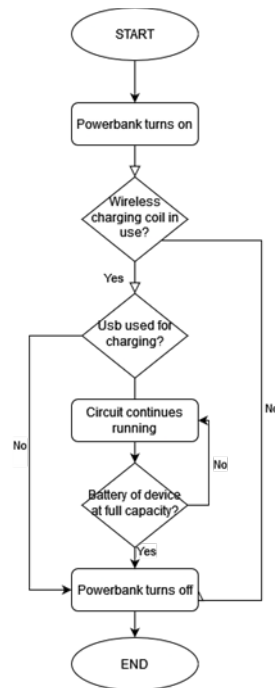 START
Powerbank turns on
Wireless
charging coil in
use?
Yes
Usb used for
charging?
Circuit continues
running
No
No
No
Battery of device
at full capacity?
Yes
Powerbank turns off
END